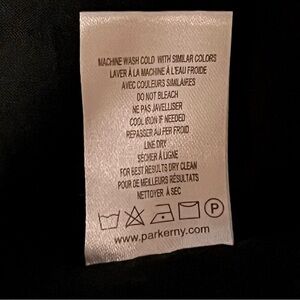 MACHINE WASH COLD WITH SIMILAR COLORS
LAVER À LA MACHINE À L'EAU FROIDE
AVEC COULEURS SIMILAIRES
DO NOT BLEACH
NE PAS JAVELLISER
COOL IRON IF NEEDED
REPASSER AU FER FROID
LINE DRY
SÉCHER À LIGNE
FOR BEST RESULTS DRY CLEAN
POUR DE MEILLEURS RÉSULTATS
NETTOYER À SEC
P
www.parkerny.com